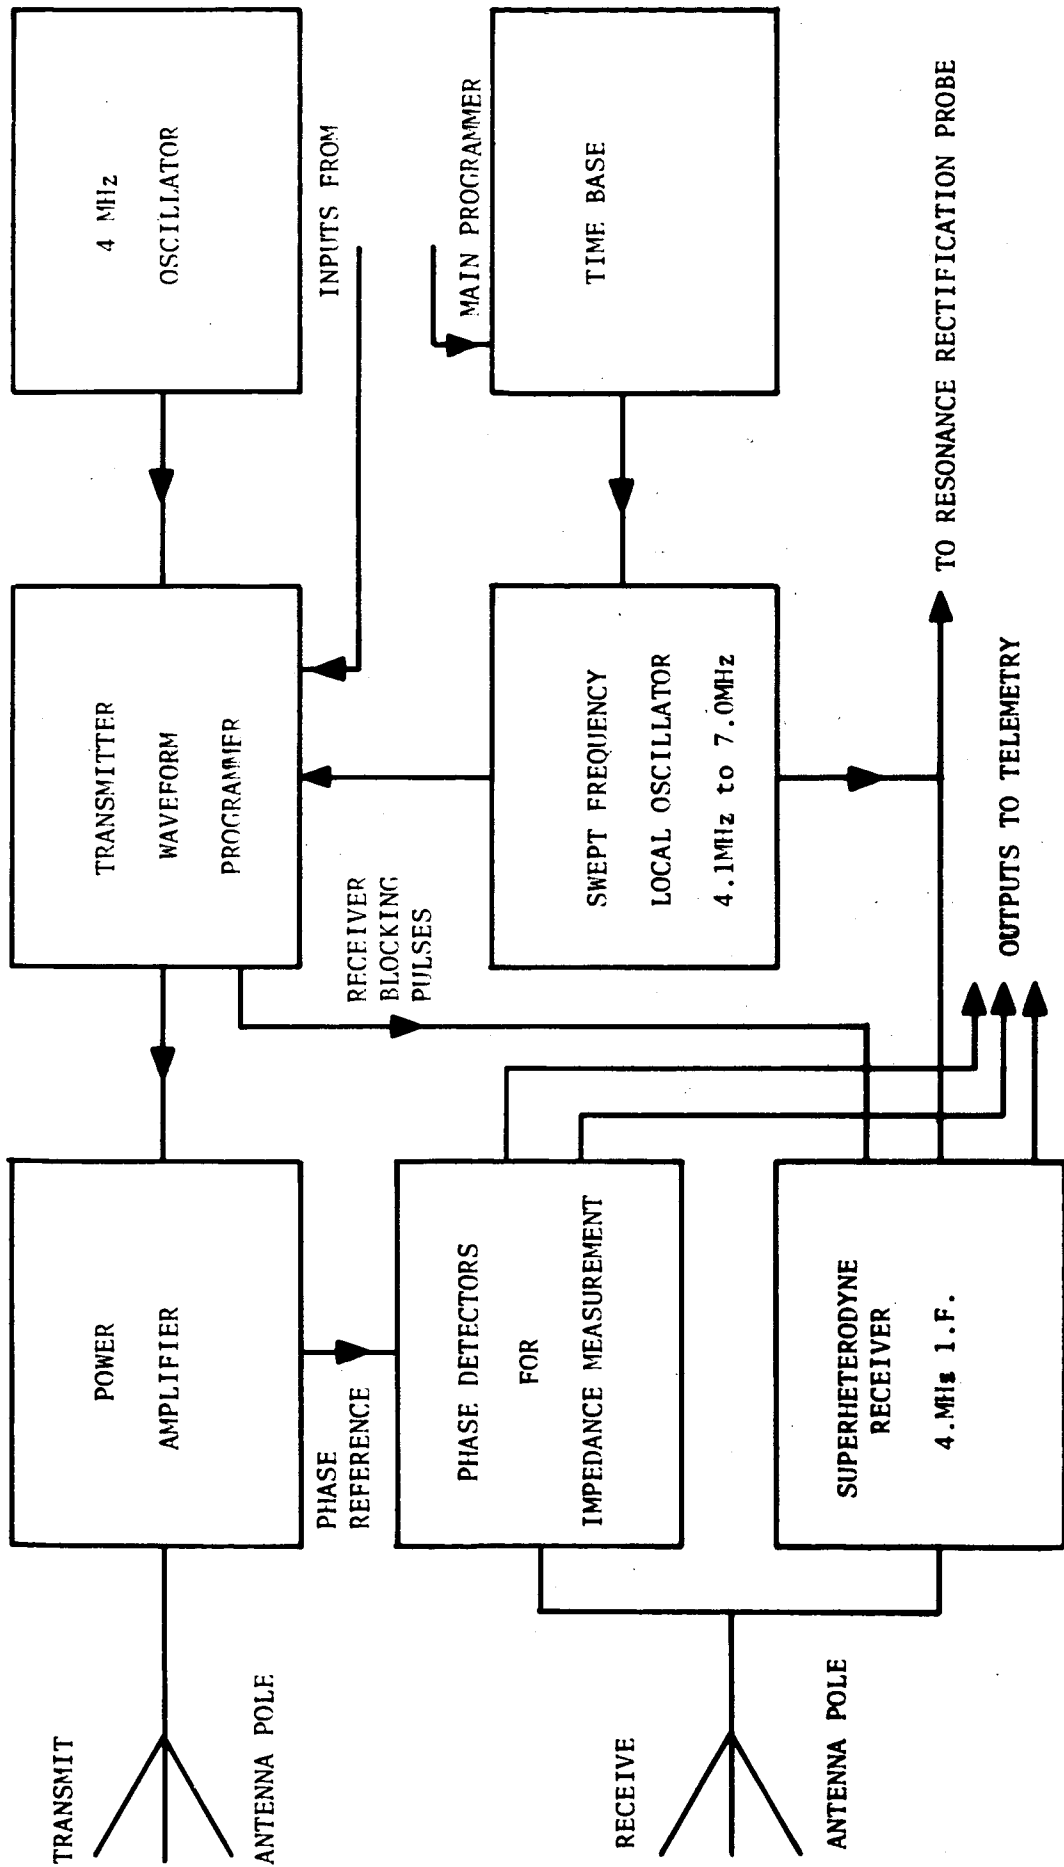 TRANSMIT
ANTENNA POLE
POWER
AMPLIFIER
TRANSMITTER
WAVEFORM
PROGRAMMER
4 MHz
OSCILLATOR
PHASE
REFERENCE
RECEIVER
BLOCKING
PULSES
INPUTS FROM
MAIN PROGRAMMER
PHASE DETECTORS
FOR
IMPEDANCE MEASUREMENT
SWEPT FREQUENCY
LOCAL OSCILLATOR
4.1MHz to 7.0MHz
TIME BASE
RECEIVE
ANTENNA POLE
SUPERHETERODYNE
RECEIVER
4.MHz I.F.
TO RESONANCE RECTIFICATION PROBE
OUTPUTS TO TELEMETRY